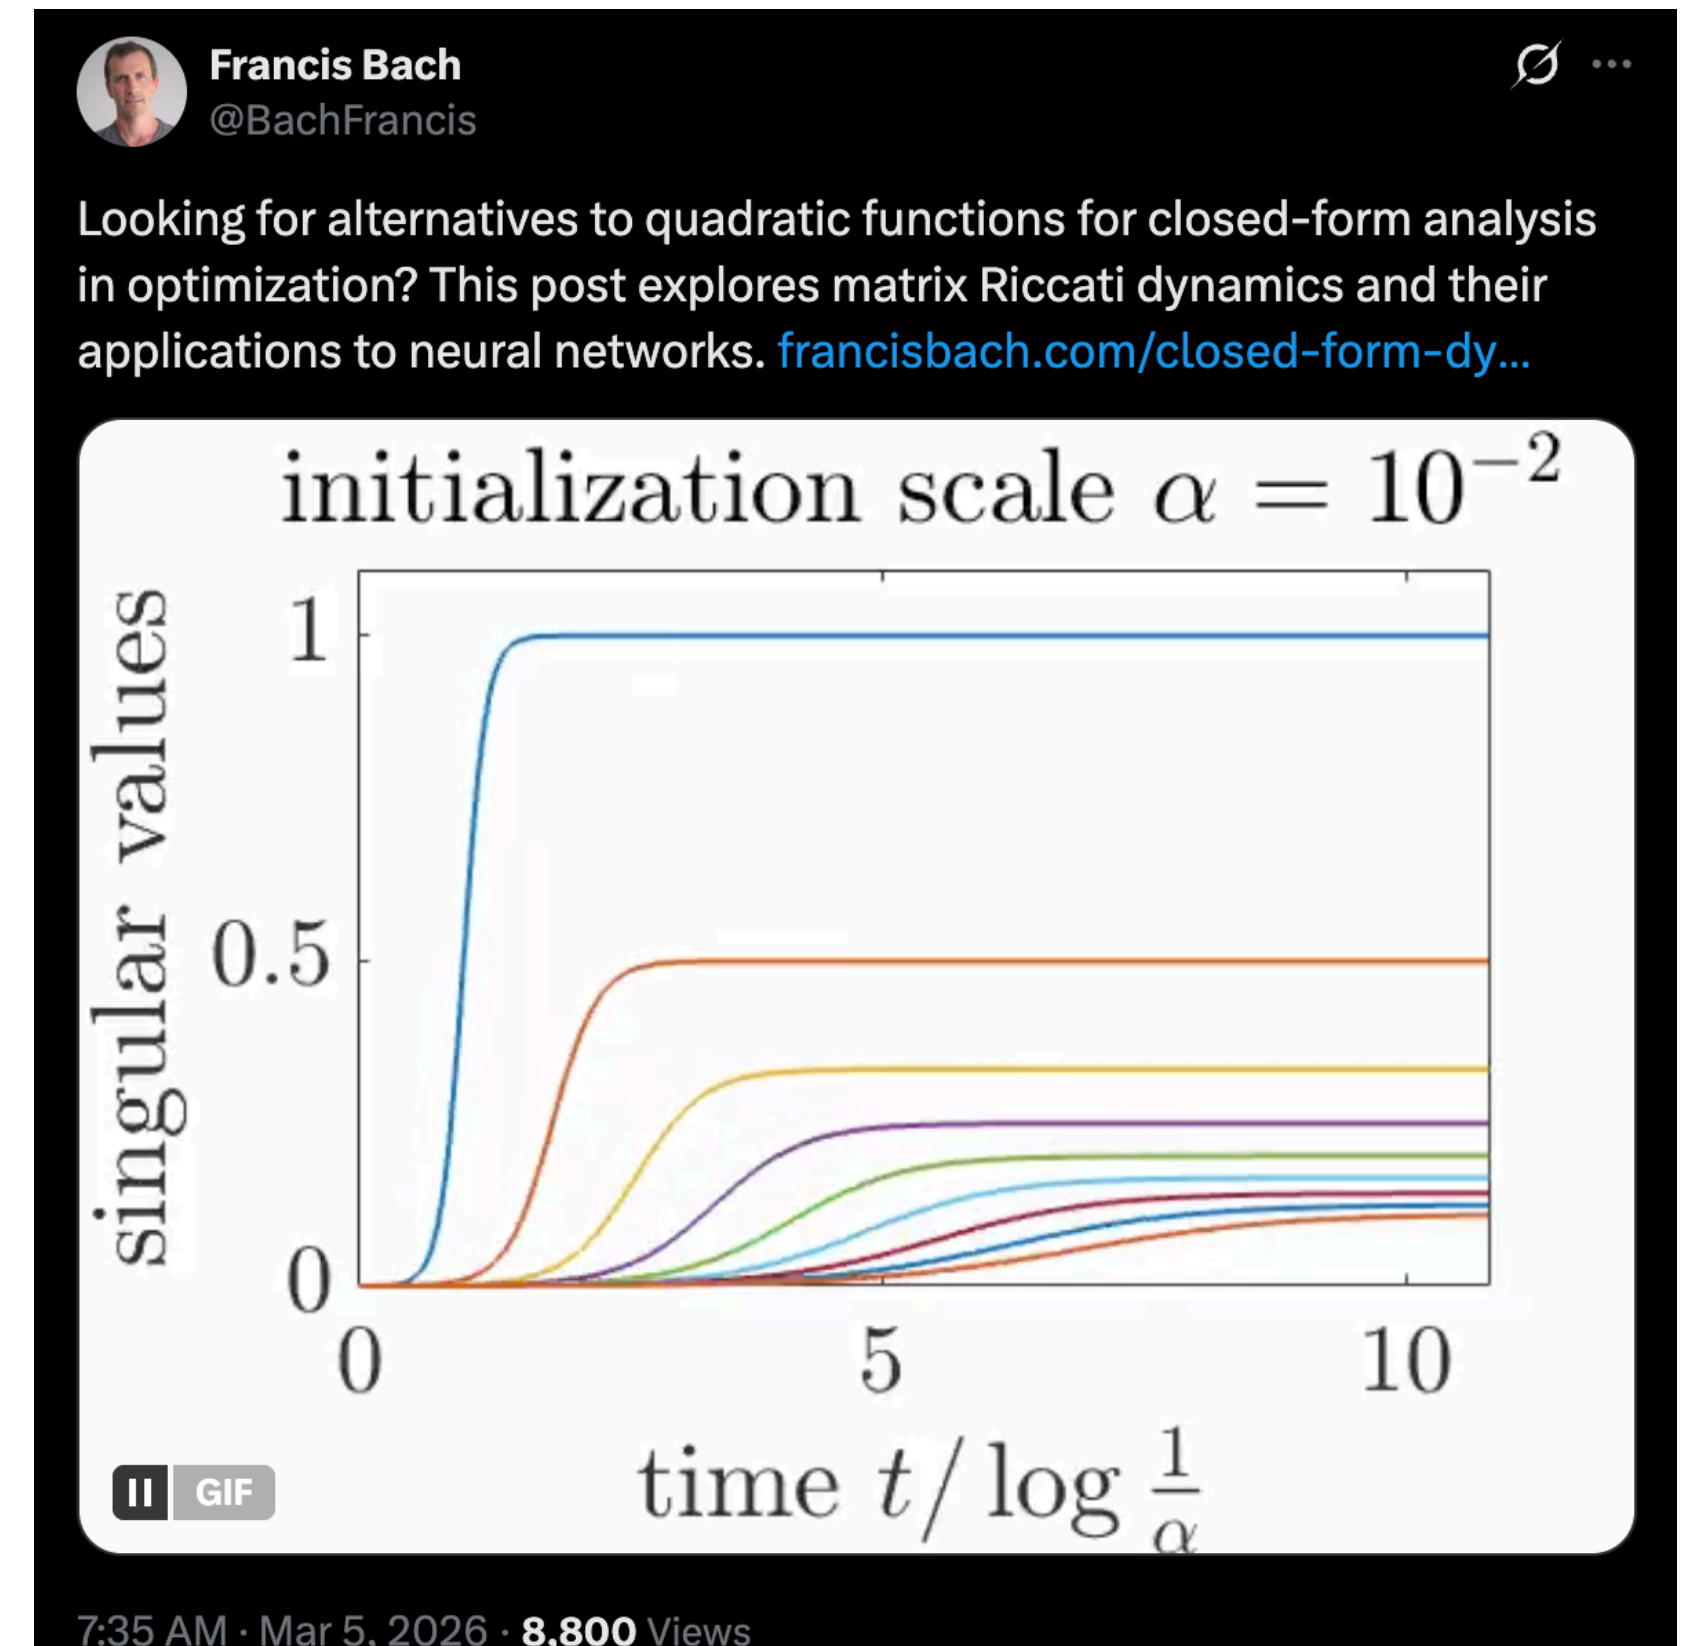 Francis Bach
@BachFrancis
Looking for alternatives to quadratic functions for closed-form analysis
in optimization? This post explores matrix Riccati dynamics and their
applications to neural networks. francisbach.com/closed-form-dy...
initialization scale α = 10⁻²
singular values
1
0.5
0
0 5 10
time t/ log 1/α
GIF
7:35 AM · Mar 5, 2026 · 8,800 Views